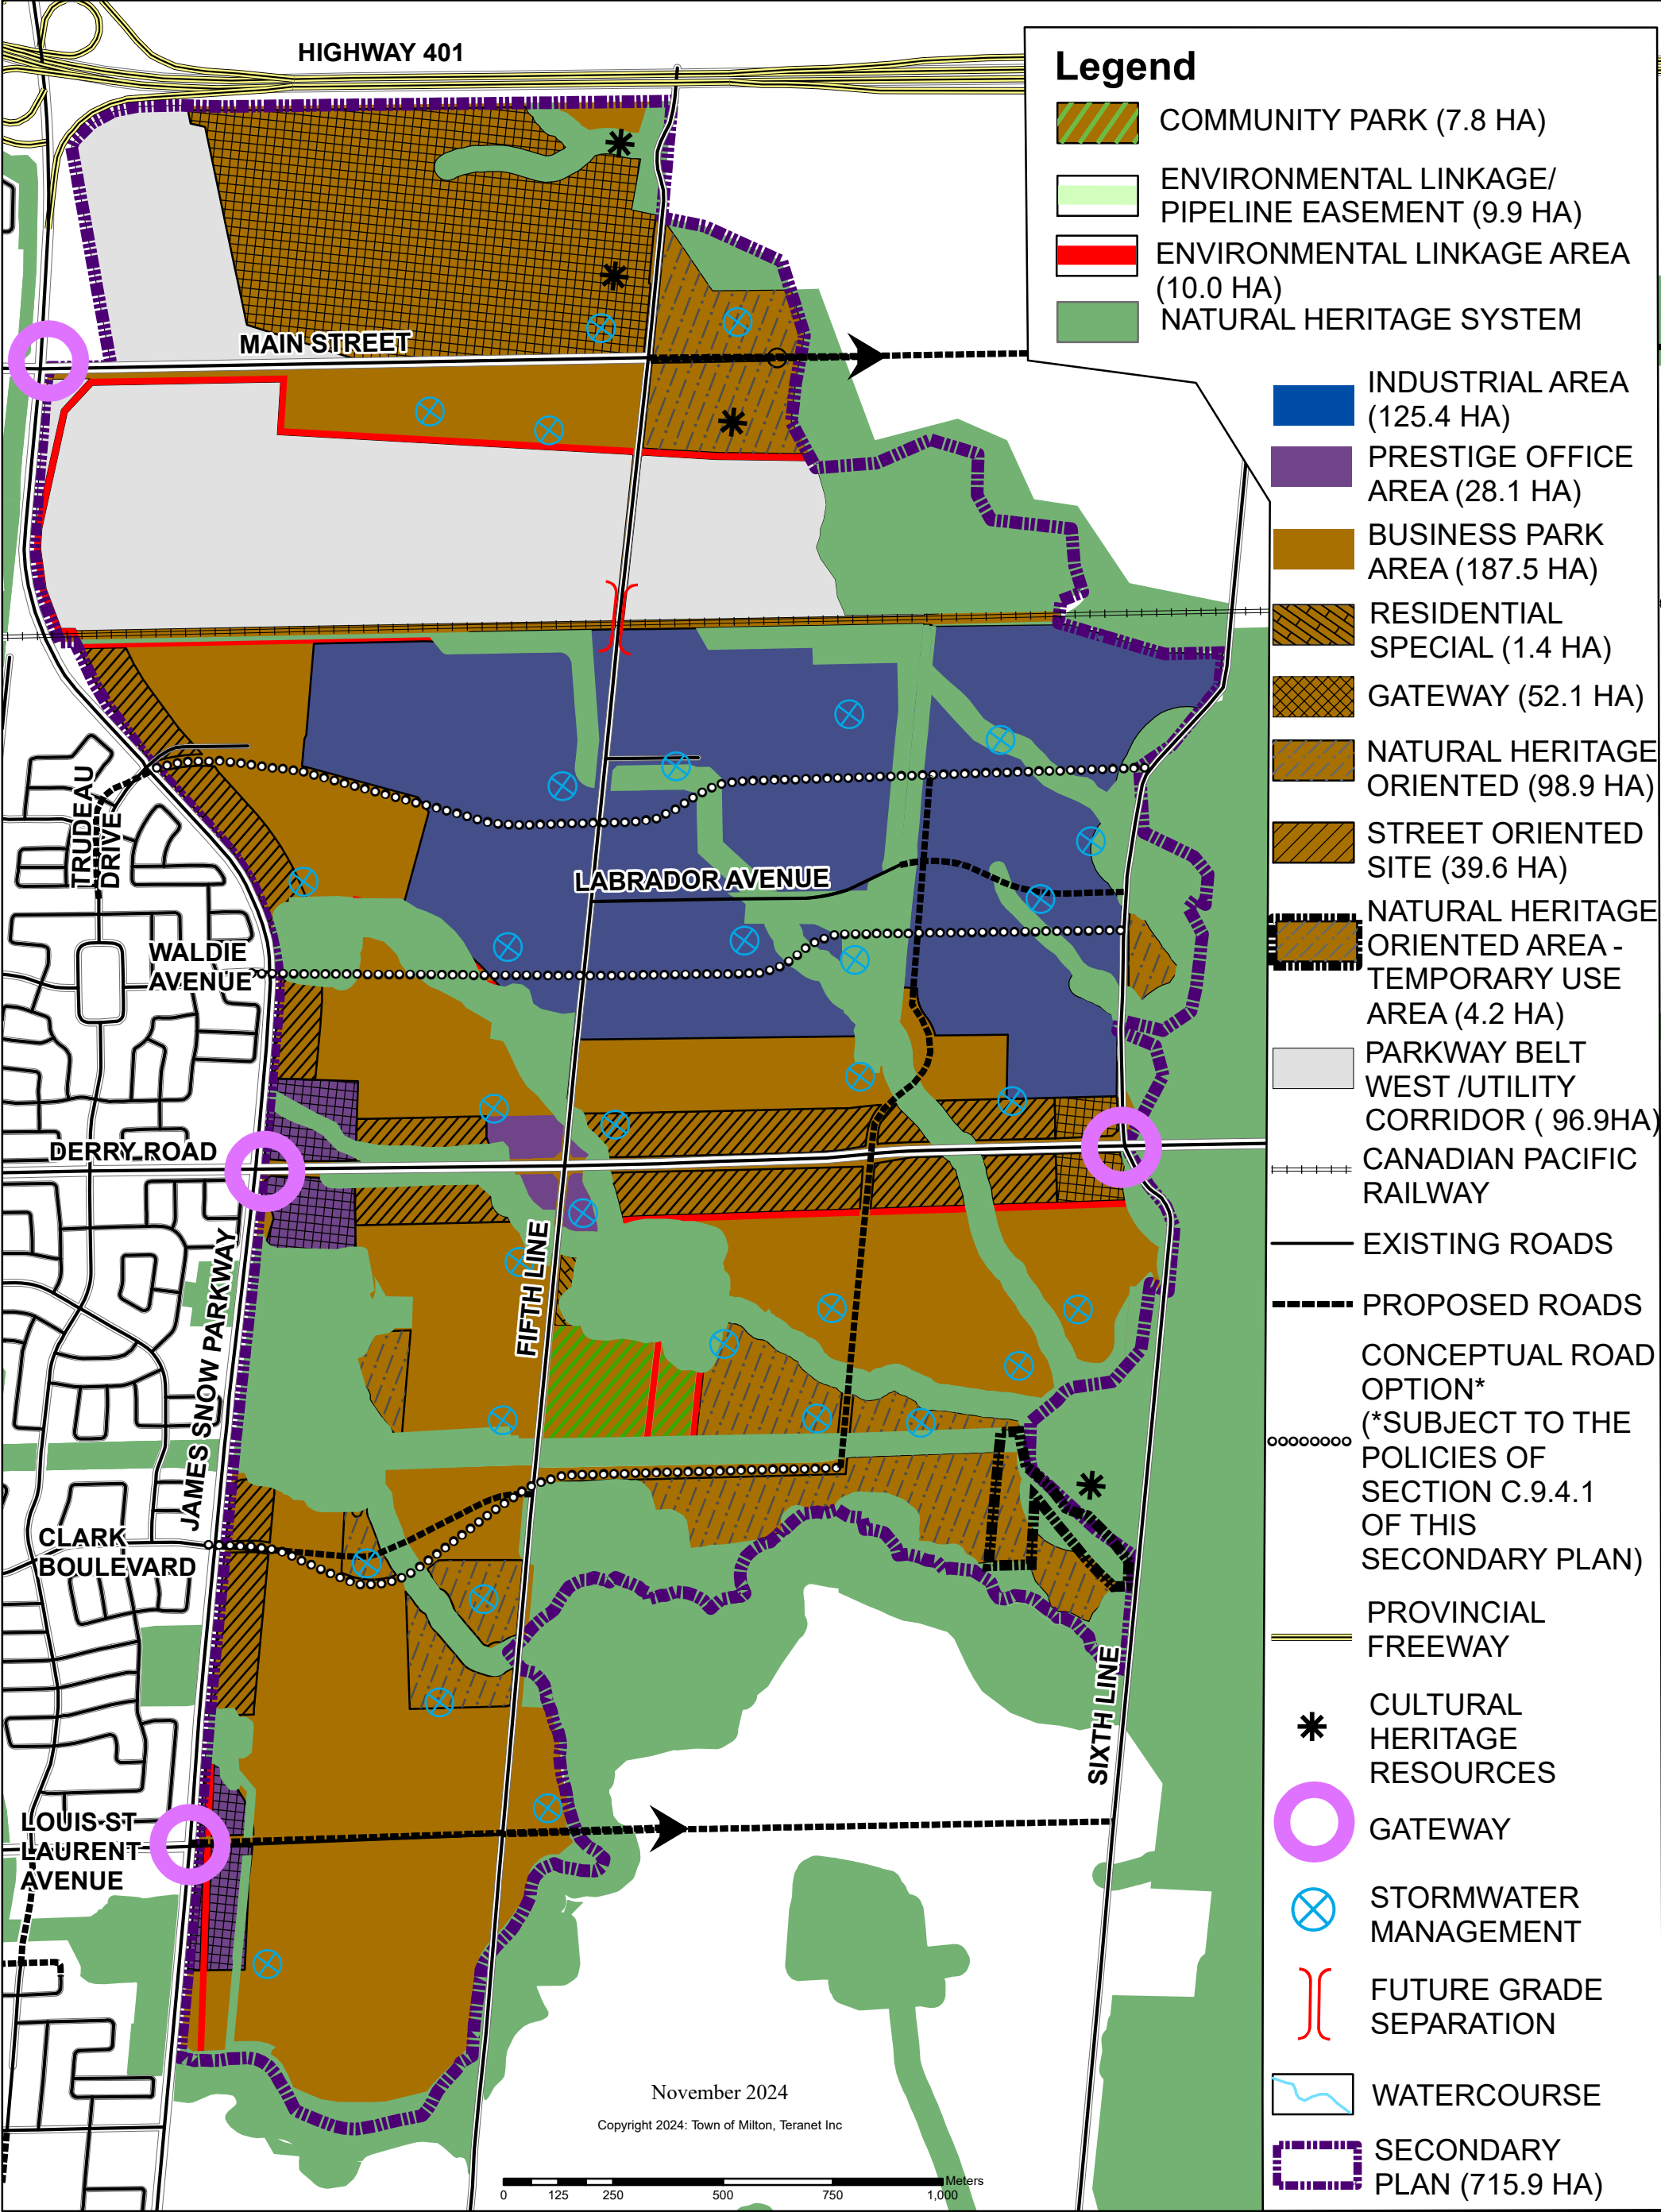 HIGHWAY 401
MAIN STREET
TRUDEAU
DRIVE
LABRADOR AVENUE
WALDIE
AVENUE
DERRY ROAD
JAMES SNOW PARKWAY
FIFTH LINE
CLARK
BOULEVARD
SIXTH LINE
LOUIS ST
LAURENT
AVENUE
November 2024
Copyright 2024: Town of Milton, Teranet Inc
Meters
0 125 250 500 750 1,000
Legend
COMMUNITY PARK (7.8 HA)
ENVIRONMENTAL LINKAGE/
PIPELINE EASEMENT (9.9 HA)
ENVIRONMENTAL LINKAGE AREA
(10.0 HA)
NATURAL HERITAGE SYSTEM
INDUSTRIAL AREA
(125.4 HA)
PRESTIGE OFFICE
AREA (28.1 HA)
BUSINESS PARK
AREA (187.5 HA)
RESIDENTIAL
SPECIAL (1.4 HA)
GATEWAY (52.1 HA)
NATURAL HERITAGE
ORIENTED (98.9 HA)
STREET ORIENTED
SITE (39.6 HA)
NATURAL HERITAGE
ORIENTED AREA -
TEMPORARY USE
AREA (4.2 HA)
PARKWAY BELT
WEST /UTILITY
CORRIDOR ( 96.9HA)
CANADIAN PACIFIC
RAILWAY
EXISTING ROADS
PROPOSED ROADS
CONCEPTUAL ROAD
OPTION*
(*SUBJECT TO THE
POLICIES OF
SECTION C.9.4.1
OF THIS
SECONDARY PLAN)
PROVINCIAL
FREEWAY
CULTURAL
HERITAGE
RESOURCES
GATEWAY
STORMWATER
MANAGEMENT
FUTURE GRADE
SEPARATION
WATERCOURSE
SECONDARY
PLAN (715.9 HA)